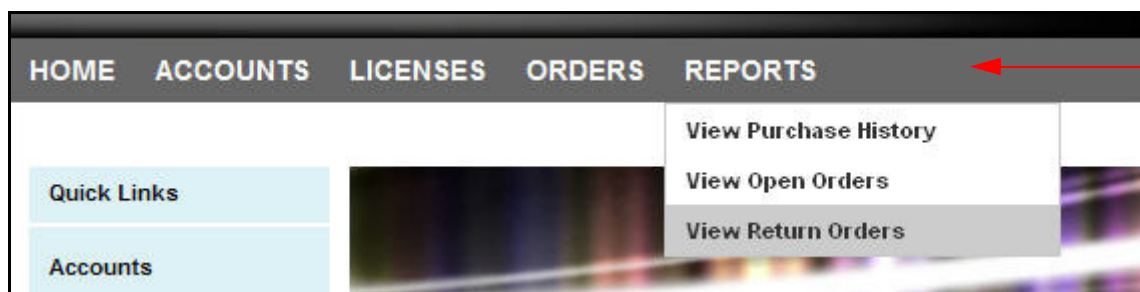 HOME ACCOUNTS LICENSES ORDERS REPORTS
View Purchase History
View Open Orders
View Return Orders
Quick Links
Accounts